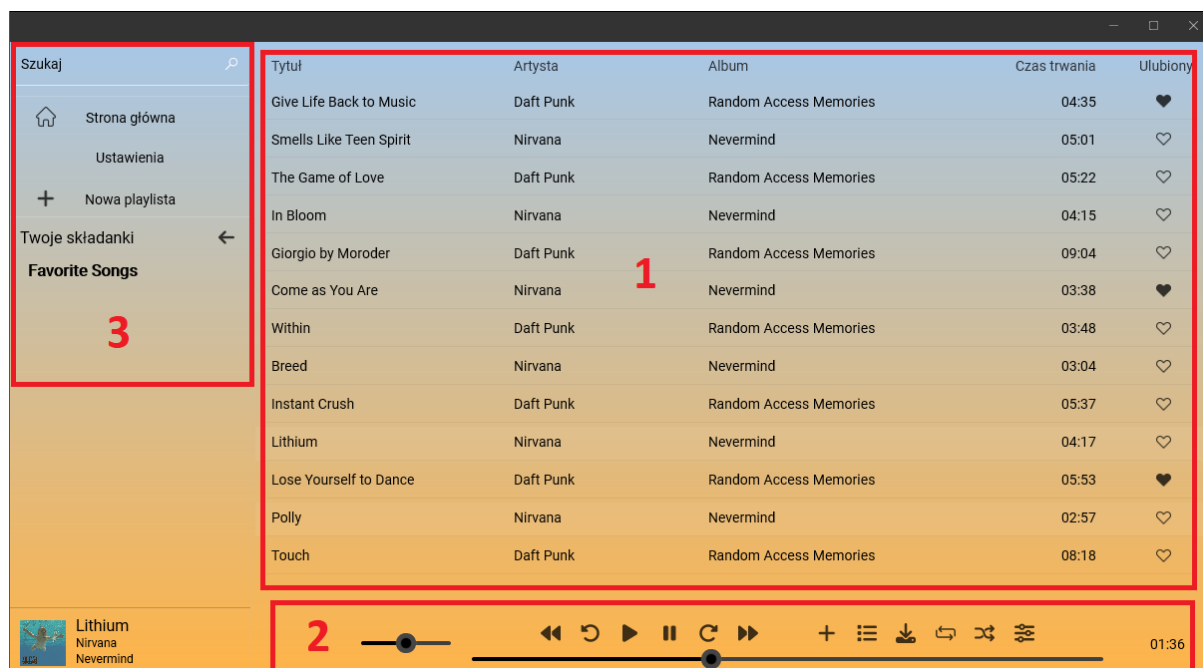 Szukaj
Strona główna
Ustawienia
Nowa playlista
Twoje składanki
Favorite Songs
3
Tytuł Artysta Album Czas trwania Ulubiony
Give Life Back to Music Daft Punk Random Access Memories 04:35
Smells Like Teen Spirit Nirvana Nevermind 05:01
The Game of Love Daft Punk Random Access Memories 05:22
In Bloom Nirvana Nevermind 04:15
Giorgio by Moroder Daft Punk Random Access Memories 09:04
1
Come as You Are Nirvana Nevermind 03:38
Within Daft Punk Random Access Memories 03:48
Breed Nirvana Nevermind 03:04
Instant Crush Daft Punk Random Access Memories 05:37
Lithium Nirvana Nevermind 04:17
Lose Yourself to Dance Daft Punk Random Access Memories 05:53
Polly Nirvana Nevermind 02:57
Touch Daft Punk Random Access Memories 08:18
Lithium
Nirvana
Nevermind
2
01:36